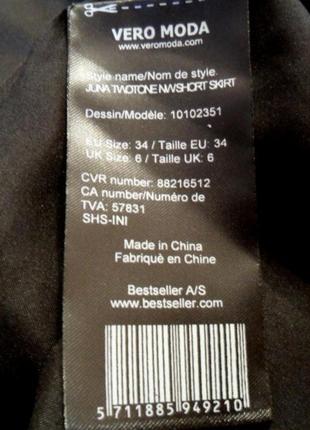 VERO MODA
www.veromoda.com
Style name/Nom de style
JUNA TWOTONE NW SHORT SKIRT
Dessin/Modèle: 10102351
EU Size: 34 / Taille EU: 34
UK Size: 6 / Taille UK: 6
CVR number: 88216512
CA number/Numéro de
TVA: 57831
SHS-INI
Made in China
Fabriquè en Chine
Bestseller A/S
www.bestseller.com
5 711885 949210